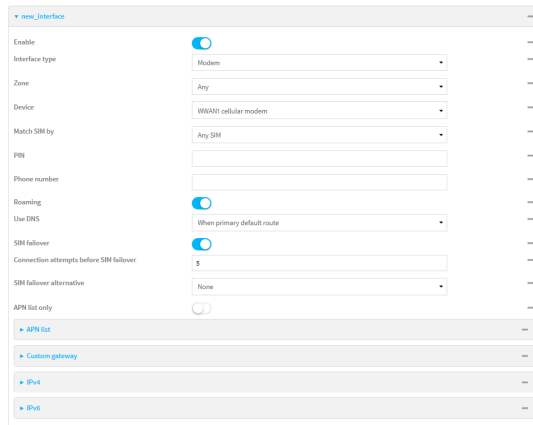 new_interface
Enable
Interface type
Modem
Zone
Any
Device
WWAN1 cellular modem
Match SIM by
Any SIM
PIN
Phone number
Roaming
Use DNS
When primary default route
SIM failover
Connection attempts before SIM failover
5
SIM failover alternative
None
APN list only
APN list
Custom gateway
IPv4
IPv6